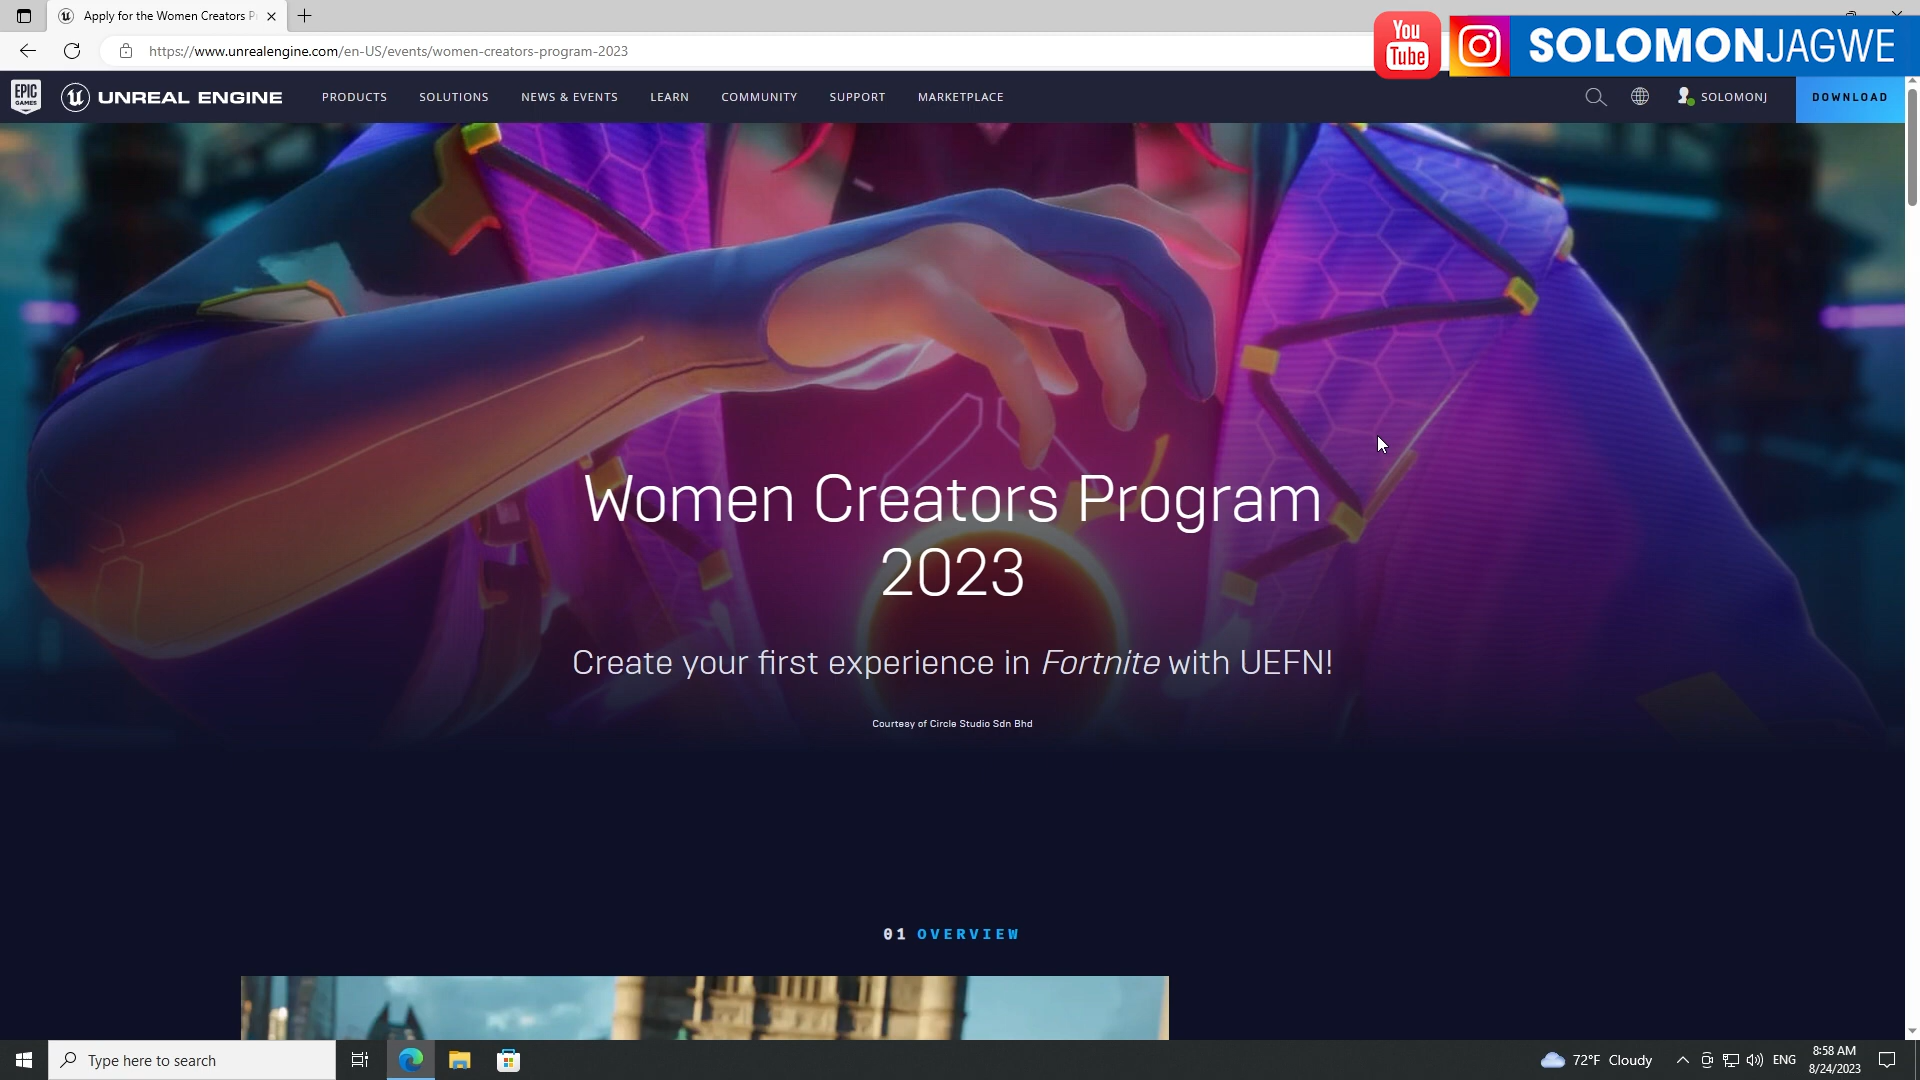 Apply for the Women Creators P
https://www.unrealengine.com/en-US/events/women-creators-program-2023
You
Tube
SOLOMONJAGWE
EPIC
GAMES
UNREAL ENGINE
PRODUCTS
SOLUTIONS
NEWS & EVENTS
LEARN
COMMUNITY
SUPPORT
MARKETPLACE
SOLOMONJ
DOWNLOAD
Women Creators Program
2023
Create your first experience in Fortnite with UEFN!
Courtesy of Circle Studio Sdn Bhd
01 OVERVIEW
Type here to search
72°F Cloudy
ENG
8:58 AM
8/24/2023